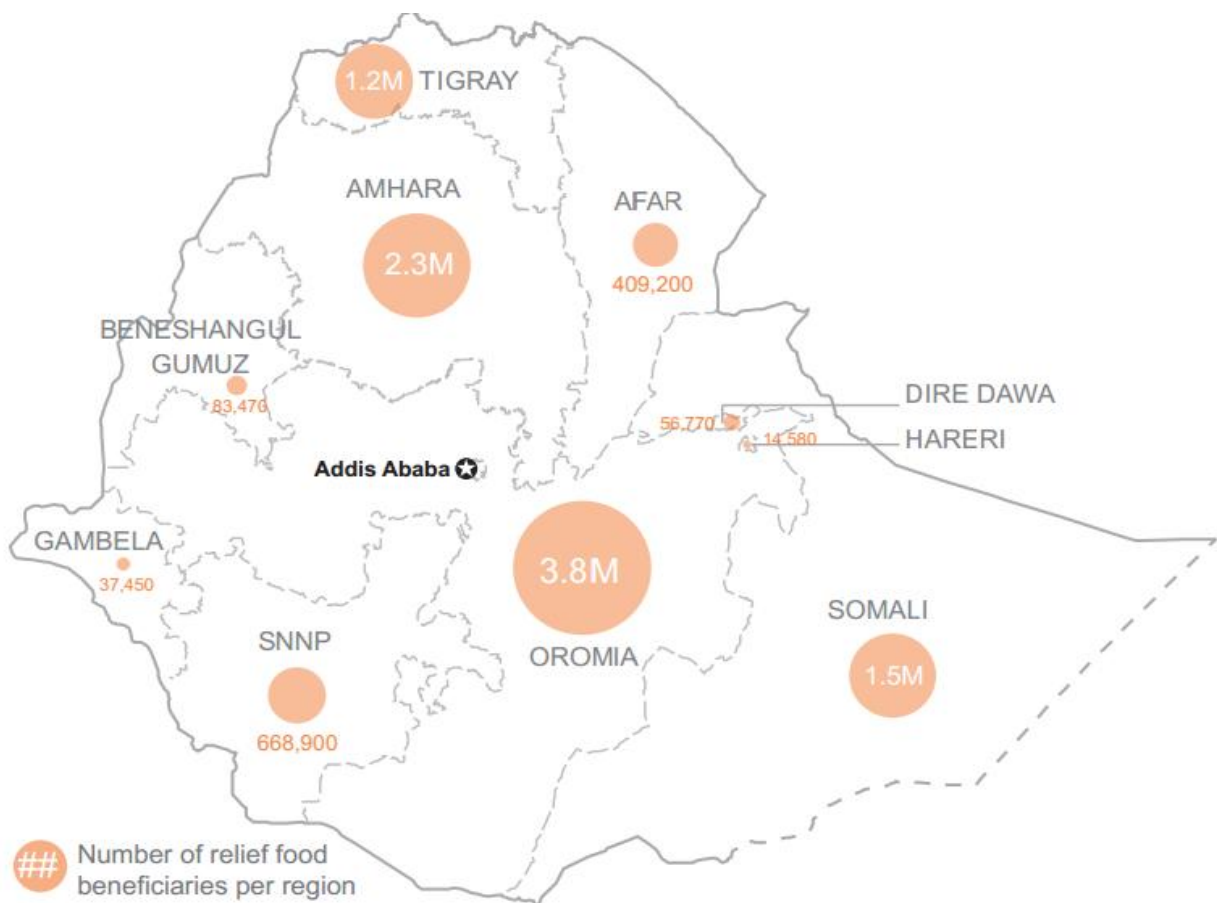 1.2M TIGRAY
AMHARA
2.3M
AFAR
409,200
BENESHANGUL
GUMUZ
83,470
DIRE DAWA
56,770
14,580
HARERI
Addis Ababa
GAMBELA
37,450
3.8M
OROMIA
SOMALI
1.5M
SNNP
668,900
## Number of relief food
beneficiaries per region